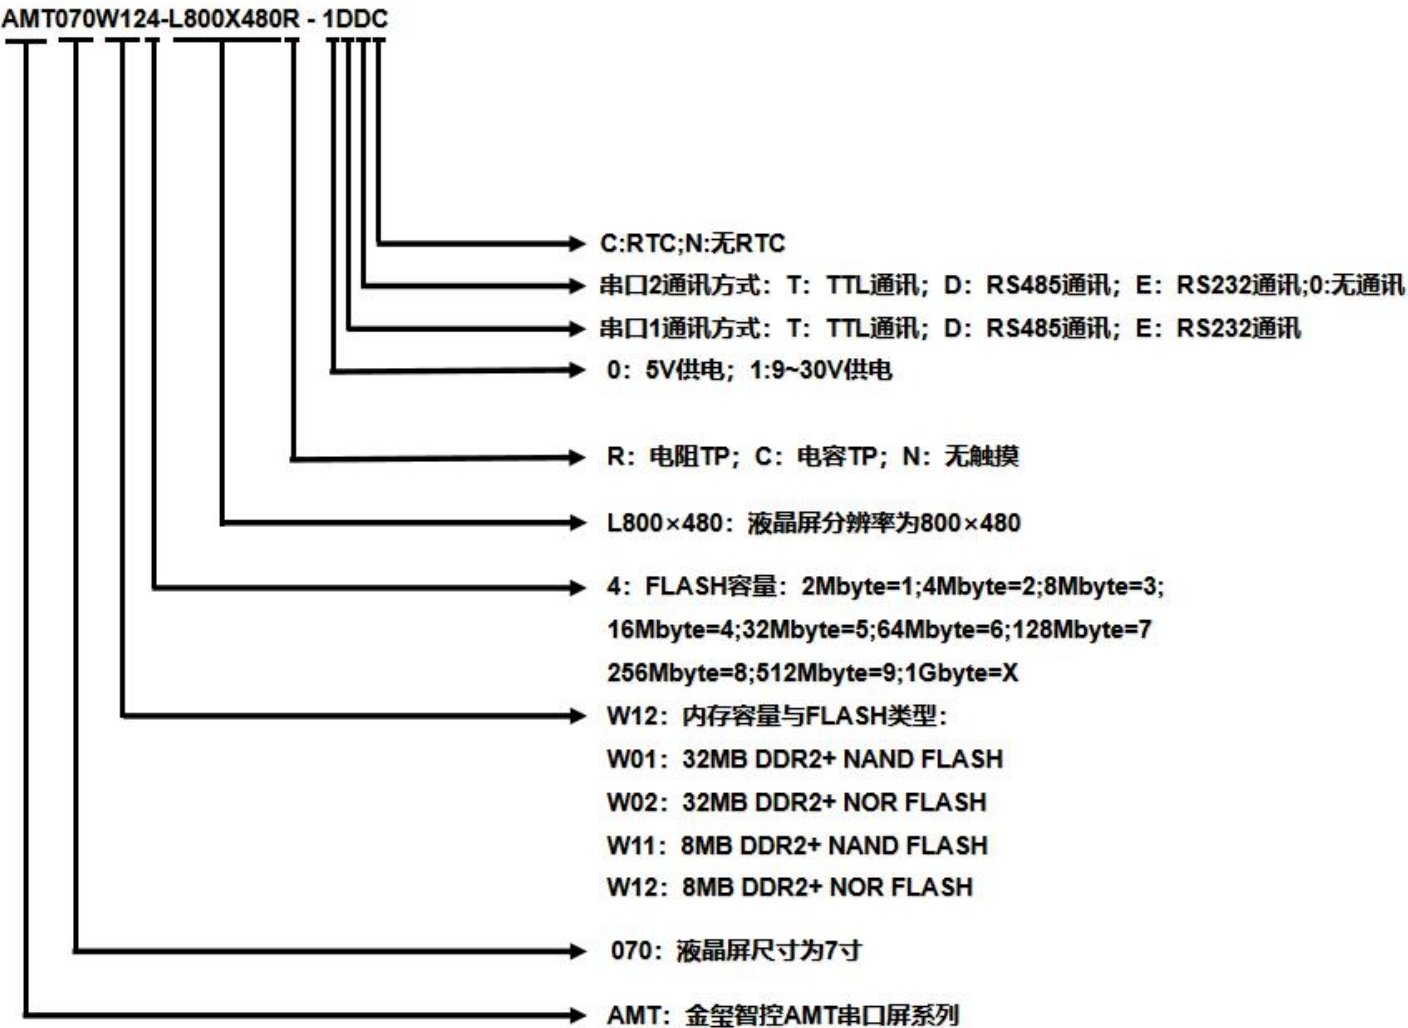 AMT070W124-L800X480R - 1DDC
C:RTC;N:无RTC
串口2通讯方式：T：TTL通讯；D：RS485通讯；E：RS232通讯;0:无通讯
串口1通讯方式：T：TTL通讯；D：RS485通讯；E：RS232通讯
0：5V供电；1:9~30V供电
R：电阻TP；C：电容TP；N：无触摸
L800×480：液晶屏分辨率为800×480
4：FLASH容量：2Mbyte=1;4Mbyte=2;8Mbyte=3;
16Mbyte=4;32Mbyte=5;64Mbyte=6;128Mbyte=7
256Mbyte=8;512Mbyte=9;1Gbyte=X
W12：内存容量与FLASH类型：
W01：32MB DDR2+ NAND FLASH
W02：32MB DDR2+ NOR FLASH
W11：8MB DDR2+ NAND FLASH
W12：8MB DDR2+ NOR FLASH
070：液晶屏尺寸为7寸
AMT：金玺智控AMT串口屏系列